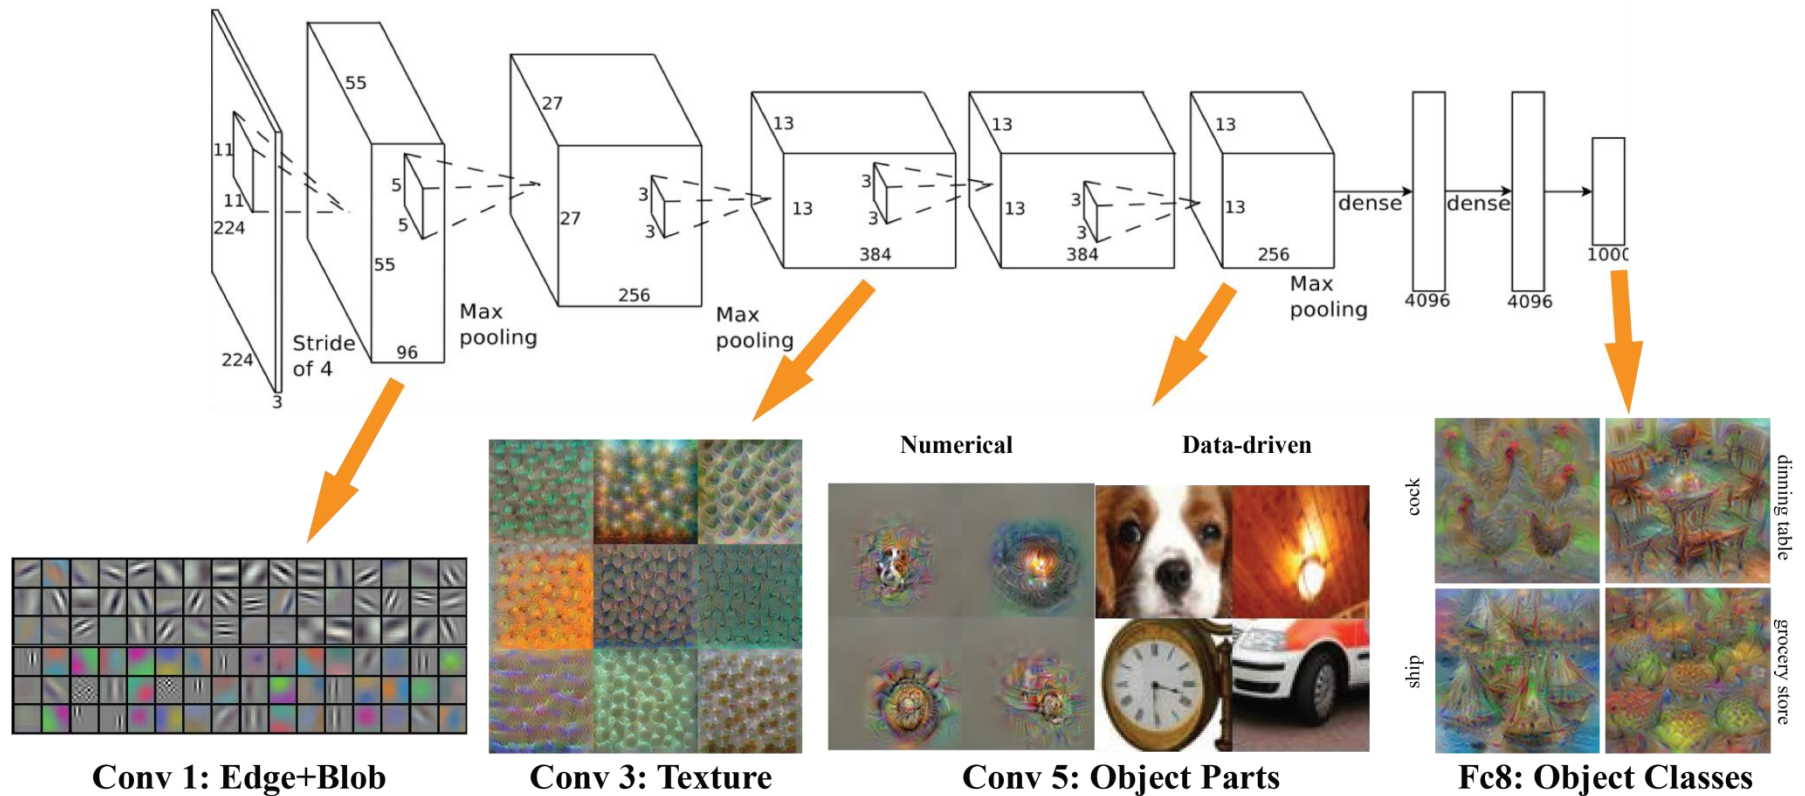 11
11
224
224
3
Stride
of 4
55
55
96
5
5
Max
pooling
27
27
256
3
3
Max
pooling
13
13
384
3
3
13
13
384
3
3
13
13
256
Max
pooling
dense
4096
dense
4096
1000
Numerical
Data-driven
cock
dinning table
ship
grocery store
Conv 1: Edge+Blob
Conv 3: Texture
Conv 5: Object Parts
Fc8: Object Classes